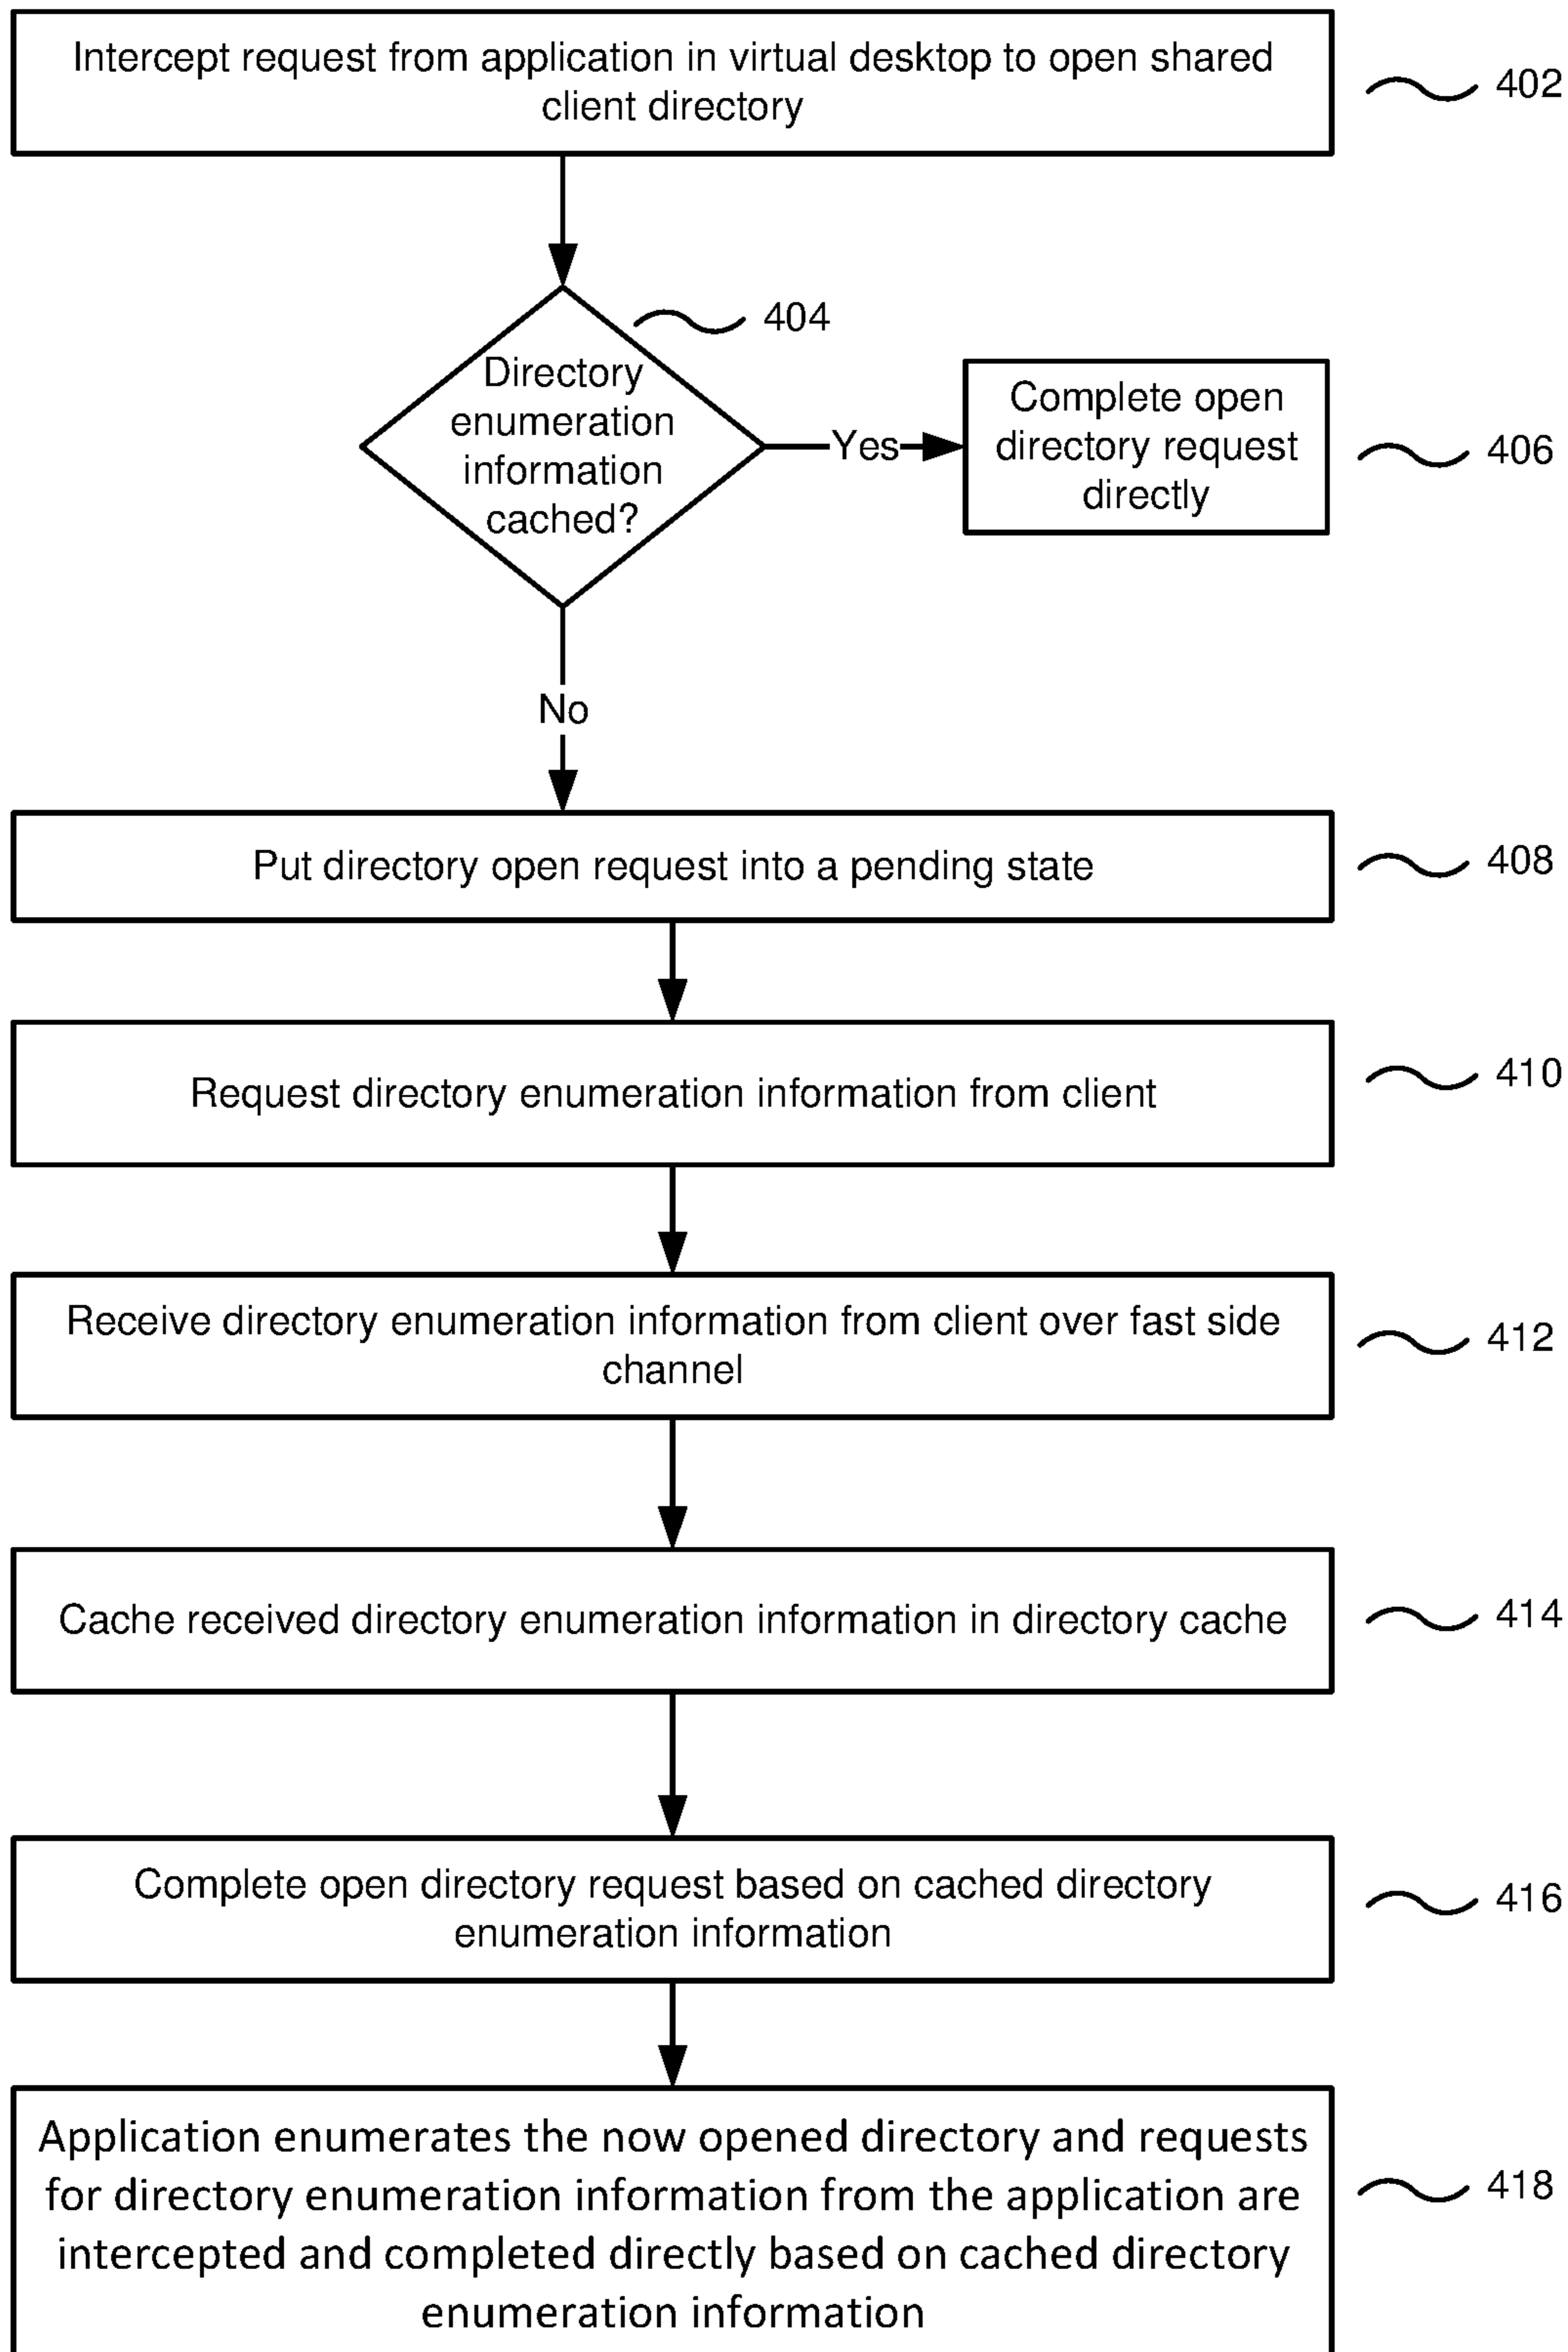 Intercept request from application in virtual desktop to open shared
client directory
402
404
Directory
enumeration
information
cached?
Yes
Complete open
directory request
directly
406
No
Put directory open request into a pending state
408
Request directory enumeration information from client
410
Receive directory enumeration information from client over fast side
channel
412
Cache received directory enumeration information in directory cache
414
Complete open directory request based on cached directory
enumeration information
416
Application enumerates the now opened directory and requests
for directory enumeration information from the application are
intercepted and completed directly based on cached directory
enumeration information
418